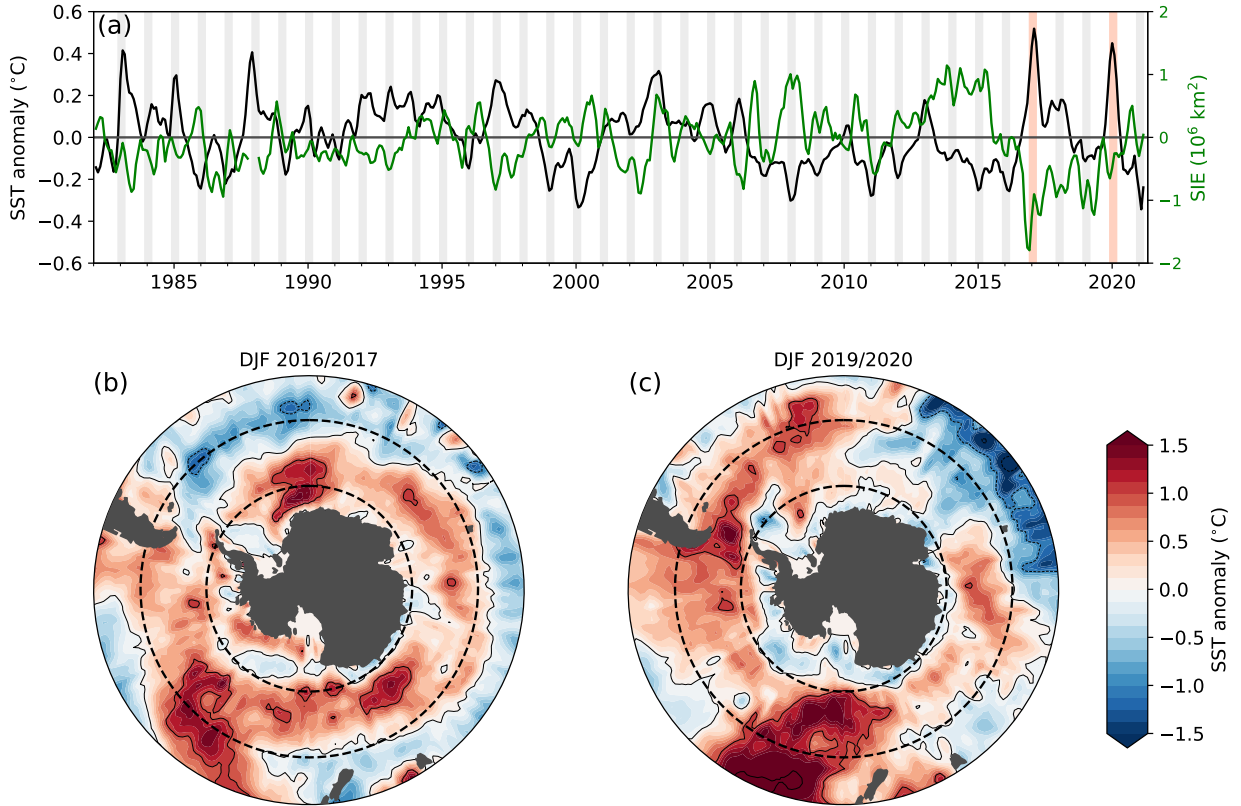 (a)
SST anomaly (°C)
0.6
0.4
0.2
0.0
−0.2
−0.4
−0.6
2
1
0
−1
−2
SIE (10⁶ km²)
1985 1990 1995 2000 2005 2010 2015 2020
(b)
DJF 2016/2017
(c)
DJF 2019/2020
1.5
1.0
0.5
0.0
−0.5
−1.0
−1.5
SST anomaly (°C)